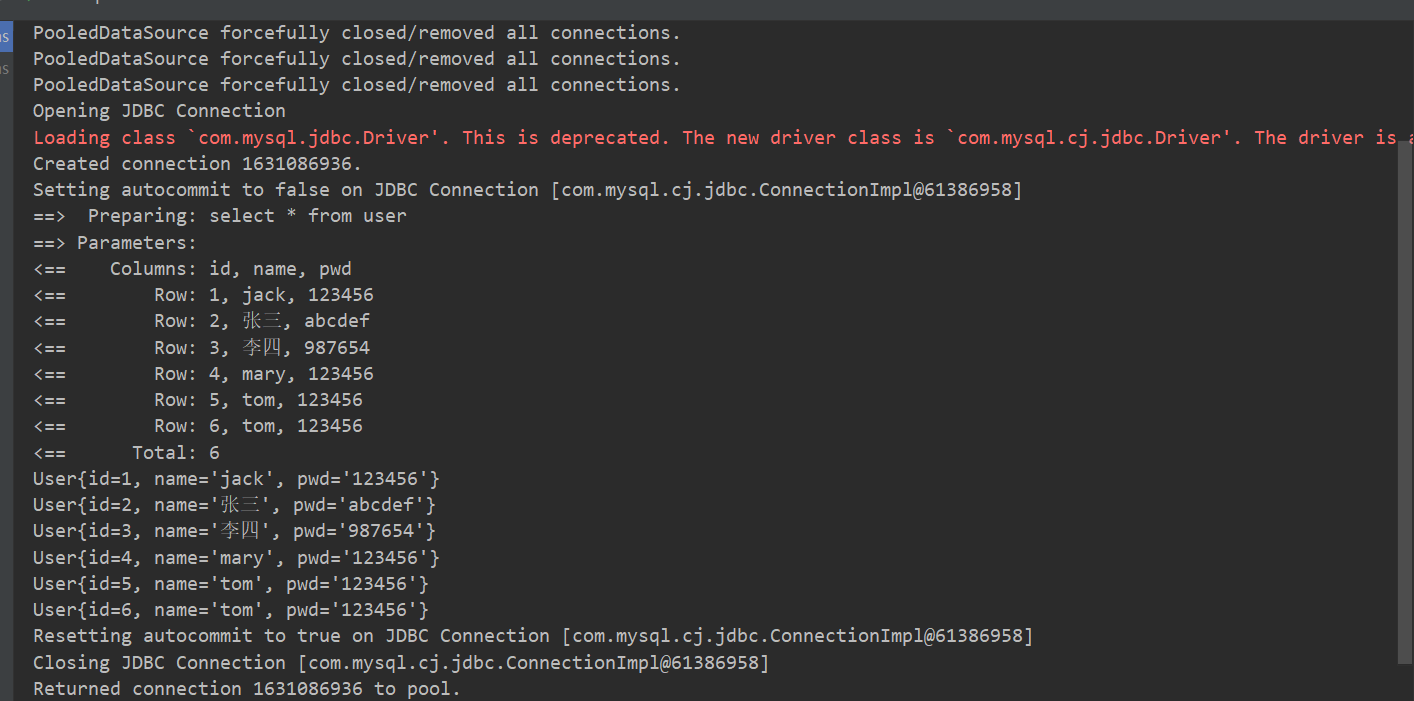 PooledDataSource forcefully closed/removed all connections.
PooledDataSource forcefully closed/removed all connections.
PooledDataSource forcefully closed/removed all connections.
Opening JDBC Connection
Loading class `com.mysql.jdbc.Driver'. This is deprecated. The new driver class is `com.mysql.cj.jdbc.Driver'. The driver is
Created connection 1631086936.
Setting autocommit to false on JDBC Connection [com.mysql.cj.jdbc.ConnectionImpl@61386958]
==>  Preparing: select * from user
==> Parameters:
<==    Columns: id, name, pwd
<==        Row: 1, jack, 123456
<==        Row: 2, 张三, abcdef
<==        Row: 3, 李四, 987654
<==        Row: 4, mary, 123456
<==        Row: 5, tom, 123456
<==        Row: 6, tom, 123456
<==      Total: 6
User{id=1, name='jack', pwd='123456'}
User{id=2, name='张三', pwd='abcdef'}
User{id=3, name='李四', pwd='987654'}
User{id=4, name='mary', pwd='123456'}
User{id=5, name='tom', pwd='123456'}
User{id=6, name='tom', pwd='123456'}
Resetting autocommit to true on JDBC Connection [com.mysql.cj.jdbc.ConnectionImpl@61386958]
Closing JDBC Connection [com.mysql.cj.jdbc.ConnectionImpl@61386958]
Returned connection 1631086936 to pool.